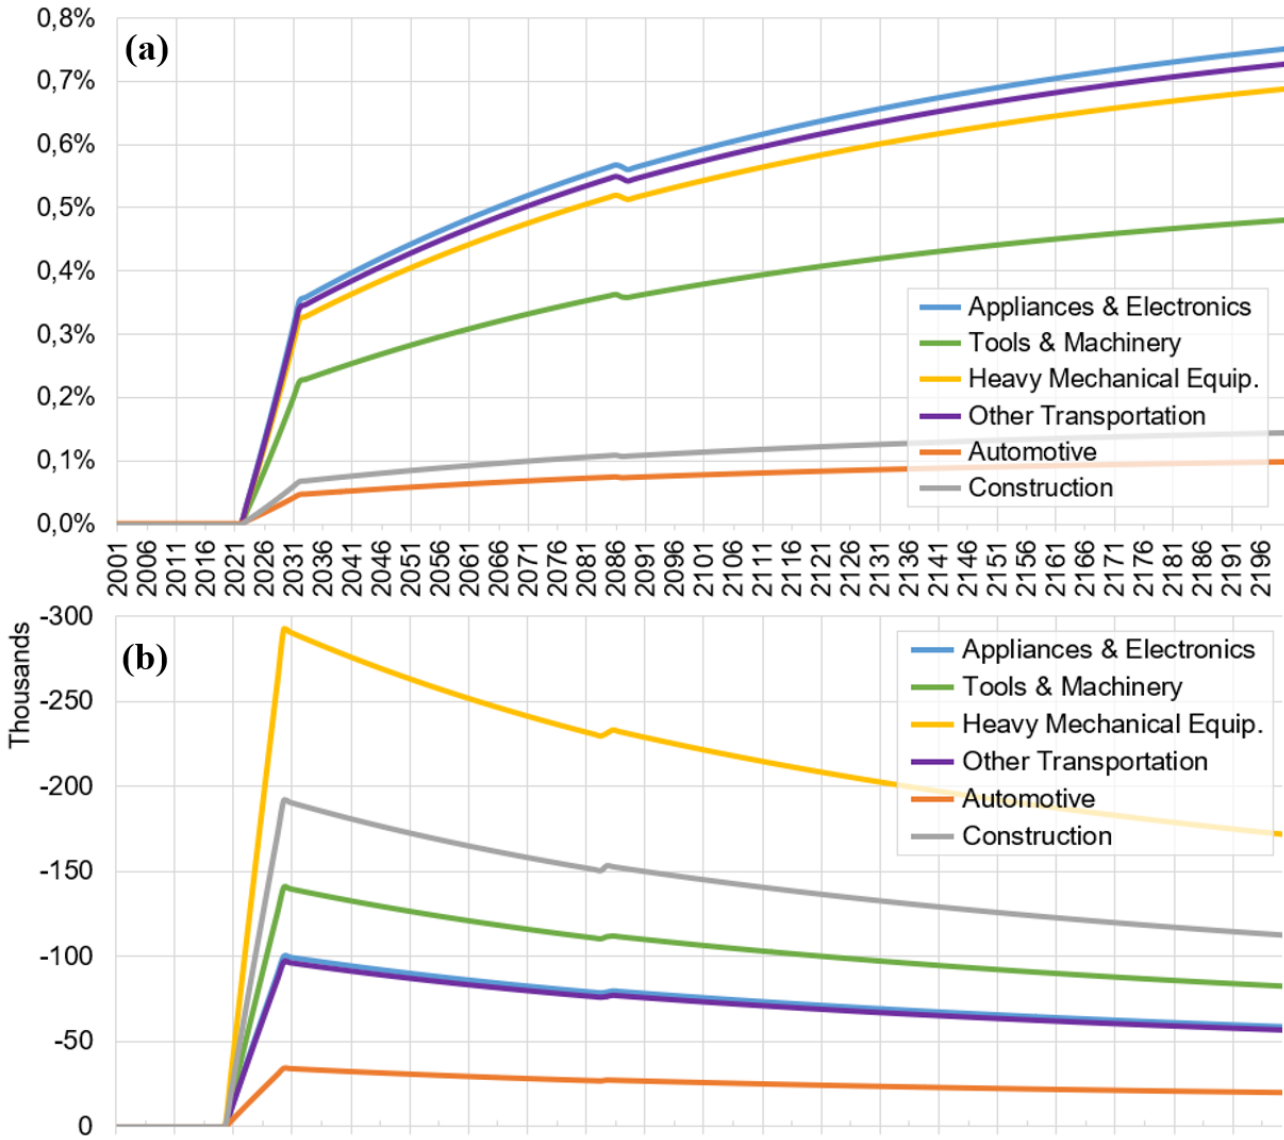 0,8%
(a)
0,7%
0,6%
0,5%
0,4%
0,3%
0,2%
0,1%
0,0%
Appliances & Electronics
Tools & Machinery
Heavy Mechanical Equip.
Other Transportation
Automotive
Construction
2001 2006 2011 2016 2021 2026 2031 2036 2041 2046 2051 2056 2061 2066 2071 2076 2081 2086 2091 2096 2101 2106 2111 2116 2121 2126 2131 2136 2141 2146 2151 2156 2161 2166 2171 2176 2181 2186 2191 2196
Thousands
-300
(b)
-250
-200
-150
-100
-50
0
Appliances & Electronics
Tools & Machinery
Heavy Mechanical Equip.
Other Transportation
Automotive
Construction